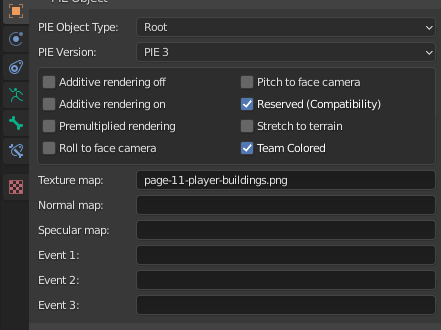 PIE Object
PIE Object Type: Root
PIE Version: PIE 3
Additive rendering off Pitch to face camera
Additive rendering on Reserved (Compatibility)
Premultiplied rendering Stretch to terrain
Roll to face camera Team Colored
Texture map: page-11-player-buildings.png
Normal map:
Specular map:
Event 1:
Event 2:
Event 3: